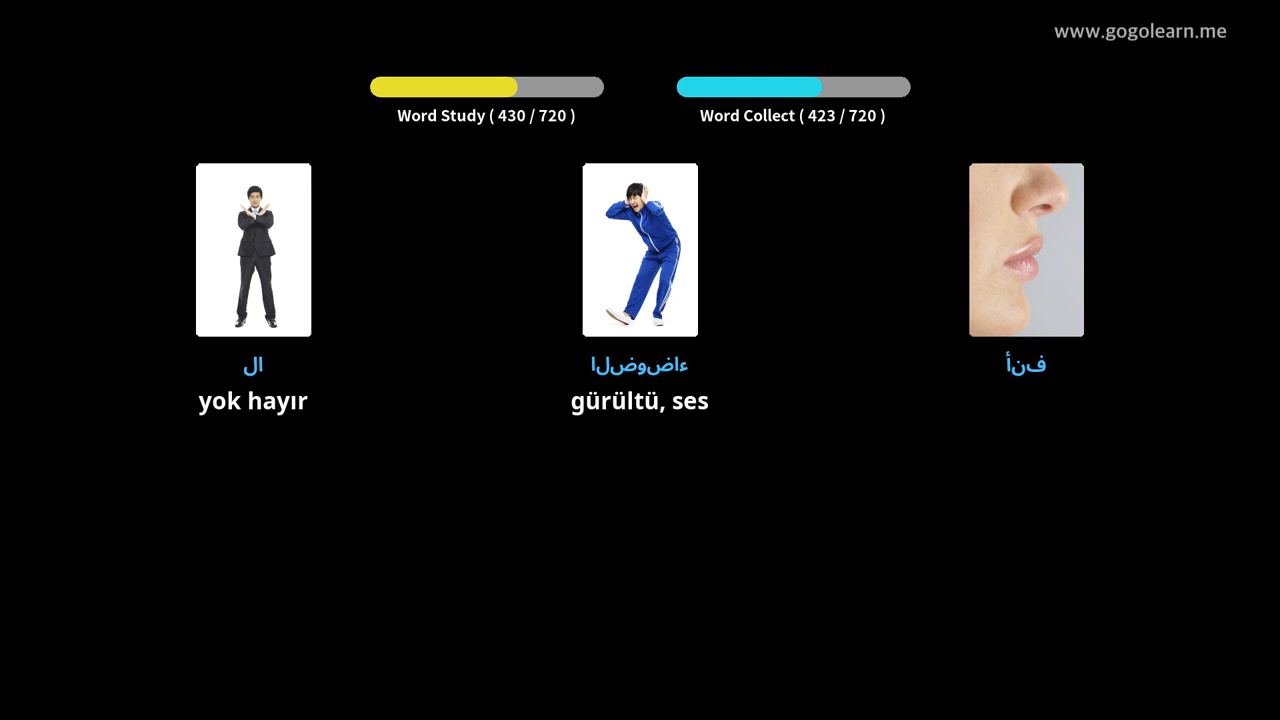 www.gogolearn.me
Word Study ( 430 / 720 )
Word Collect ( 423 / 720 )
ال
yok hayır
ءاضوضلا
gürültü, ses
فنأ